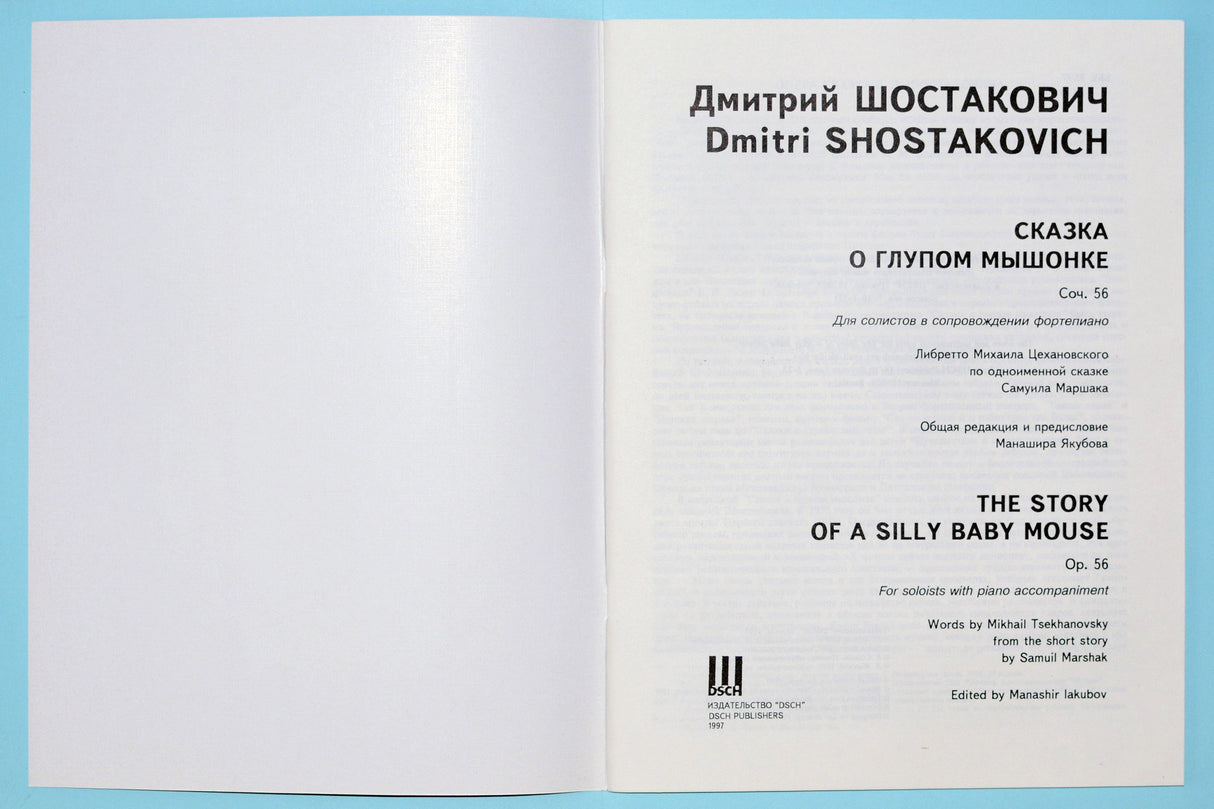 Дмитрий ШОСТАКОВИЧ
Dmitri SHOSTAKOVICH
СКАЗКА
О ГЛУПОМ МЫШОНКЕ
Соч. 56
Для солистов в сопровождении фортепиано
Либретто Михаила Цехановского
по одноименной сказке
Самуила Маршака
Общая редакция и предисловие
Манашира Якубова
THE STORY
OF A SILLY BABY MOUSE
Op. 56
For soloists with piano accompaniment
Words by Mikhail Tsekhanovsky
from the short story
by Samuil Marshak
Edited by Manashir Iakubov
DSCH
ИЗДАТЕЛЬСТВО "DSCH"
DSCH PUBLISHERS
1997